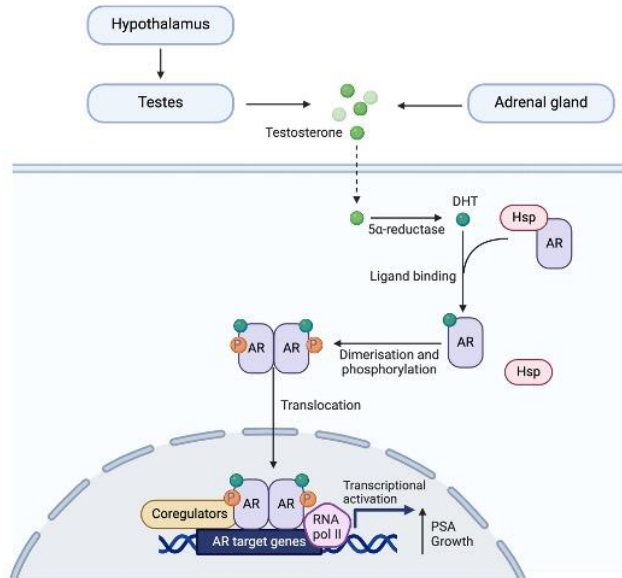 Hypothalamus
Testes
Adrenal gland
Testosterone
DHT
5α-reductase
Hsp
AR
Ligand binding
AR
Hsp
AR
AR
P
P
Dimerisation and
phosphorylation
Translocation
Transcriptional
activation
PSA
Growth
Coregulators
P
AR
AR
P
RNA
pol II
AR target genes